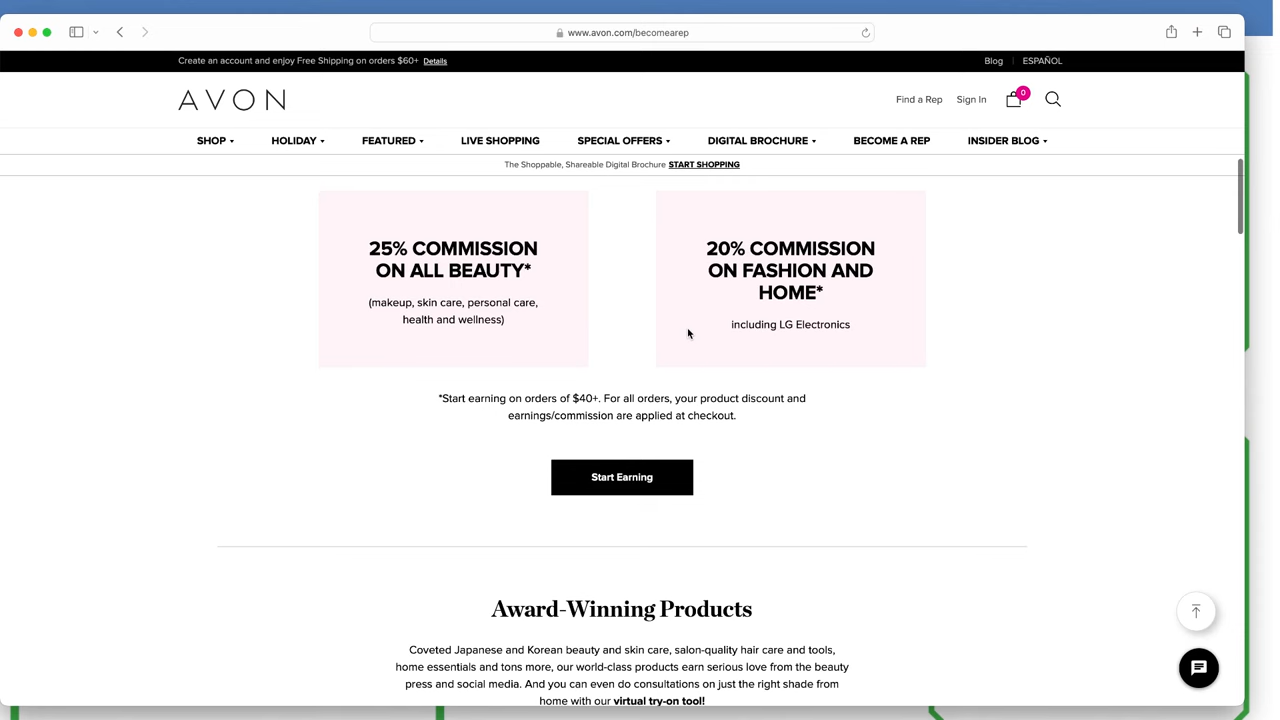 www.avon.com/becomearep
Create an account and enjoy Free Shipping on orders $60+ Details
Blog
ESPAÑOL
AVON
Find a Rep
Sign In
0
SHOP
HOLIDAY
FEATURED
LIVE SHOPPING
SPECIAL OFFERS
DIGITAL BROCHURE
BECOME A REP
INSIDER BLOG
The Shoppable, Shareable Digital Brochure START SHOPPING
25% COMMISSION
ON ALL BEAUTY*
(makeup, skin care, personal care,
health and wellness)
20% COMMISSION
ON FASHION AND
HOME*
including LG Electronics
*Start earning on orders of $40+. For all orders, your product discount and
earnings/commission are applied at checkout.
Start Earning
Award-Winning Products
Coveted Japanese and Korean beauty and skin care, salon-quality hair care and tools,
home essentials and tons more, our world-class products earn serious love from the beauty
press and social media. And you can even do consultations on just the right shade from
home with our virtual try-on tool!